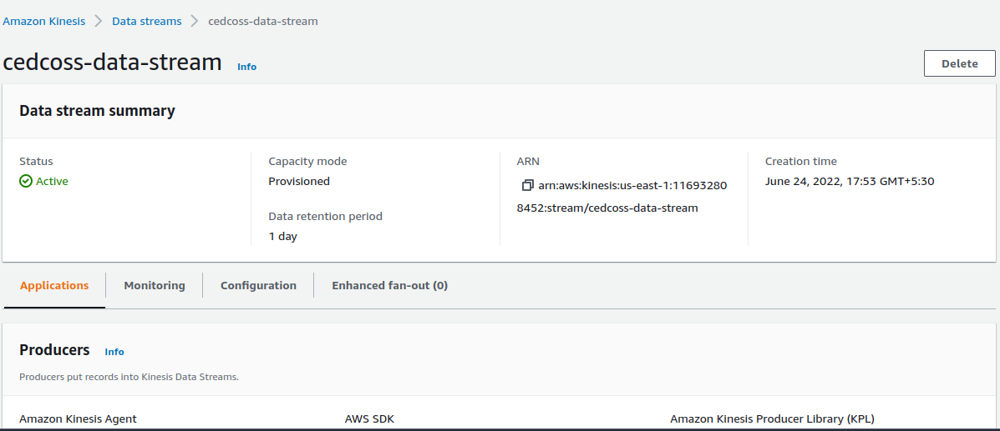 Amazon Kinesis > Data streams > cedcoss-data-stream
cedcoss-data-stream Info
Delete
Data stream summary
Status
Active
Capacity mode
Provisioned
Data retention period
1 day
ARN
arn:aws:kinesis:us-east-1:11693280
8452:stream/cedcoss-data-stream
Creation time
June 24, 2022, 17:53 GMT+5:30
Applications
Monitoring
Configuration
Enhanced fan-out (0)
Producers Info
Producers put records into Kinesis Data Streams.
Amazon Kinesis Agent
AWS SDK
Amazon Kinesis Producer Library (KPL)